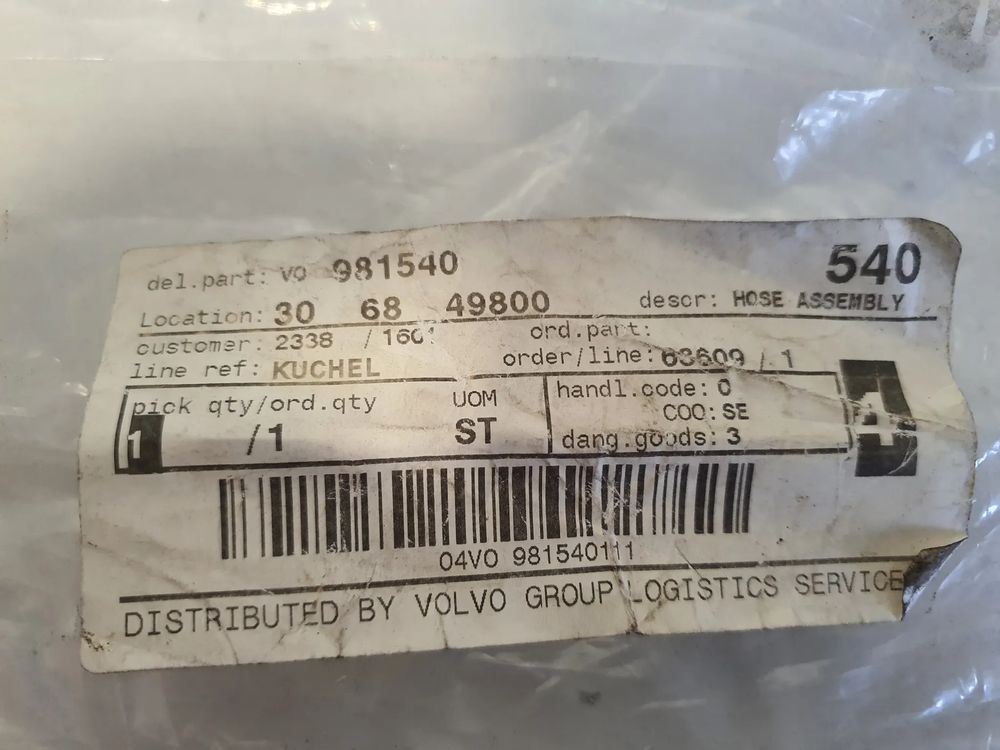 del.part: VO 981540 540
Location: 30 68 49800 descr: HOSE ASSEMBLY
customer: 2338 / 1601 ord.part:
line ref: KUCHEL order/line: 63609 / 1
pick qty/ord.qty UOM handl.code: 0
COO: SE
1 /1 ST dang.goods: 3 1
04VO 981540111
DISTRIBUTED BY VOLVO GROUP LOGISTICS SERVICE